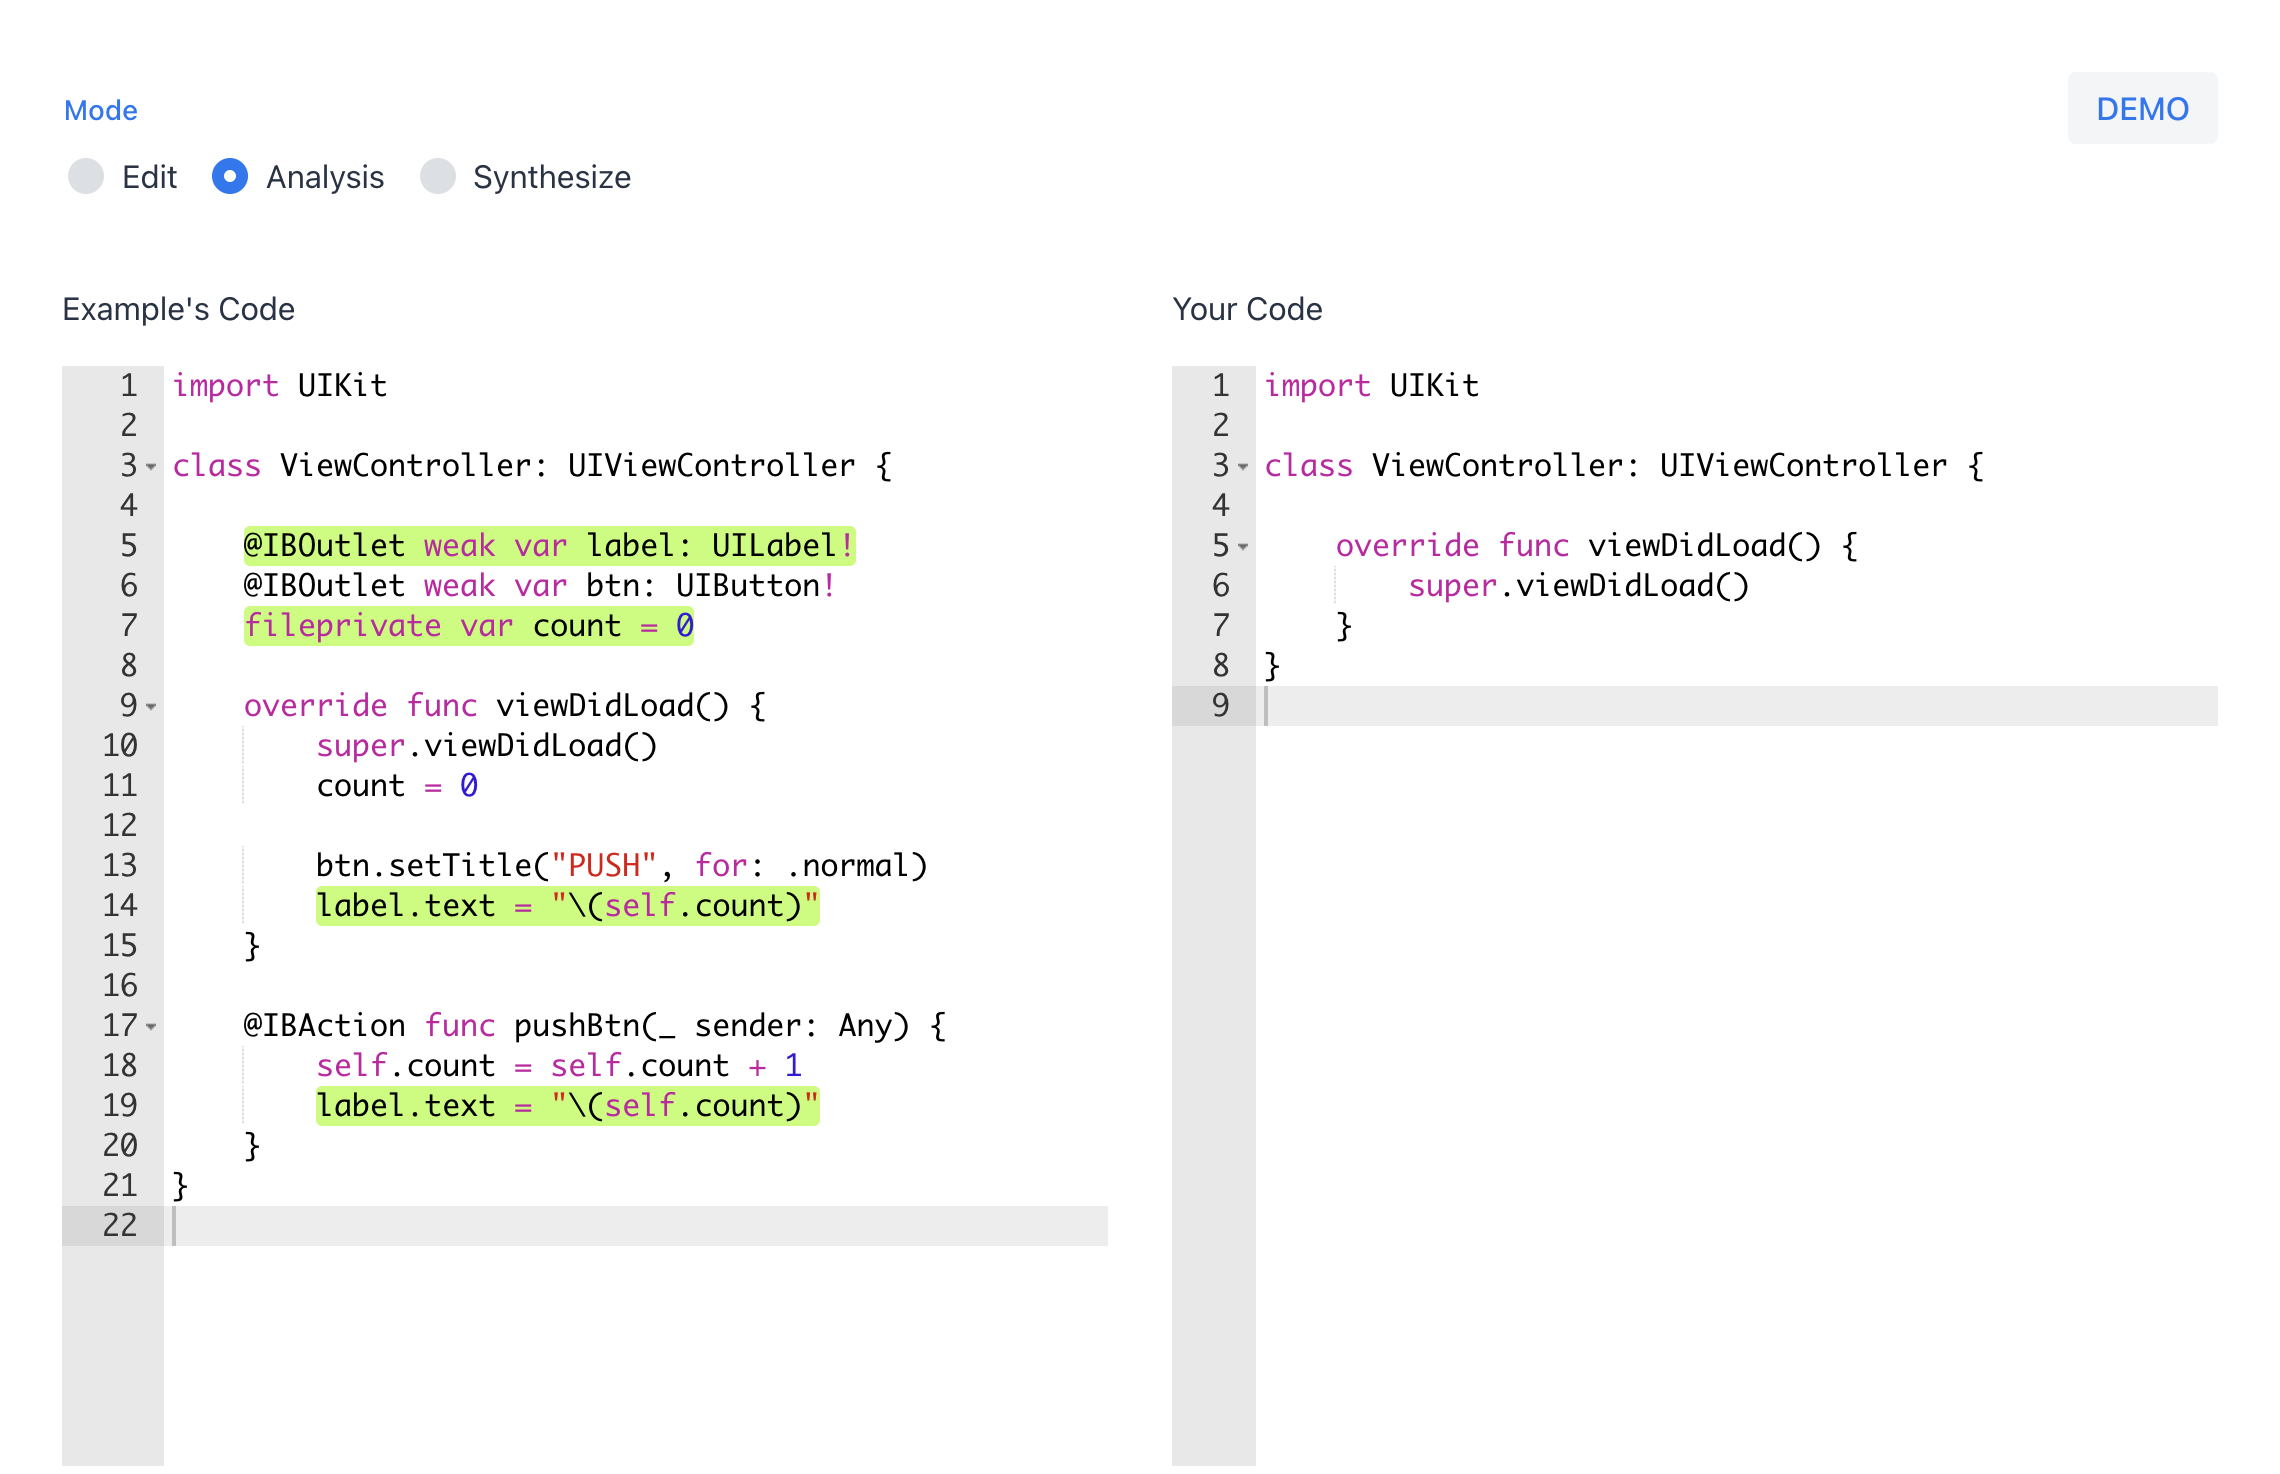 Mode
DEMO
Edit Analysis Synthesize
Example's Code
1 import UIKit
2
3 class ViewController: UIViewController {
4
5     @IBOutlet weak var label: UILabel!
6     @IBOutlet weak var btn: UIButton!
7     fileprivate var count = 0
8
9     override func viewDidLoad() {
10         super.viewDidLoad()
11         count = 0
12
13         btn.setTitle("PUSH", for: .normal)
14         label.text = "\(self.count)"
15     }
16
17     @IBAction func pushBtn(_ sender: Any) {
18         self.count = self.count + 1
19         label.text = "\(self.count)"
20     }
21 }
22
Your Code
1 import UIKit
2
3 class ViewController: UIViewController {
4
5     override func viewDidLoad() {
6         super.viewDidLoad()
7     }
8 }
9